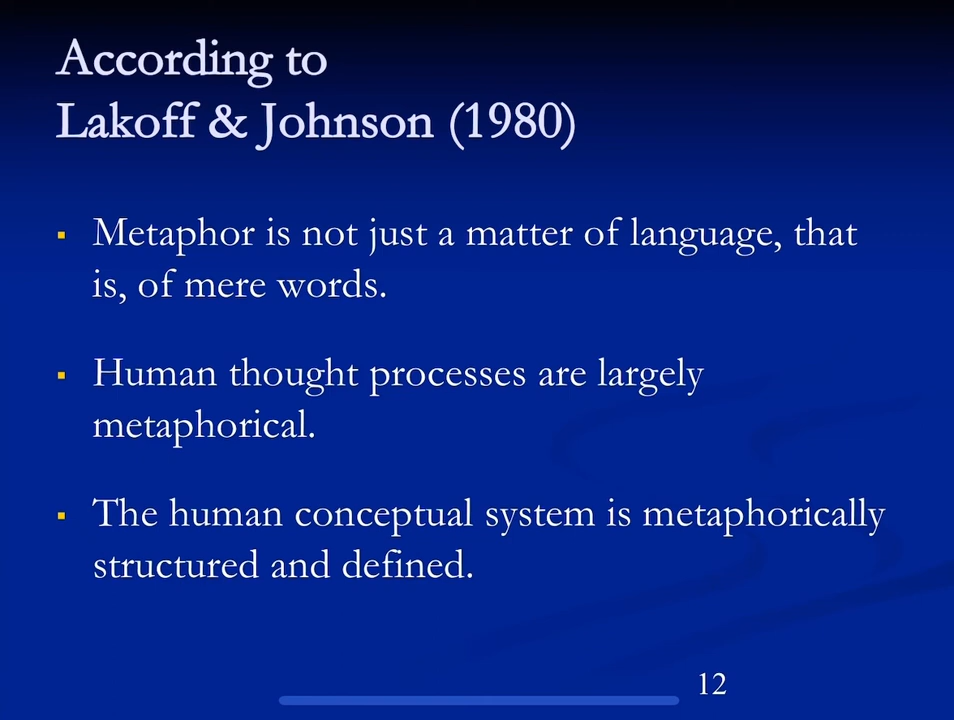 According to
Lakoff & Johnson (1980)
▪ Metaphor is not just a matter of language, that
is, of mere words.
▪ Human thought processes are largely
metaphorical.
▪ The human conceptual system is metaphorically
structured and defined.
12